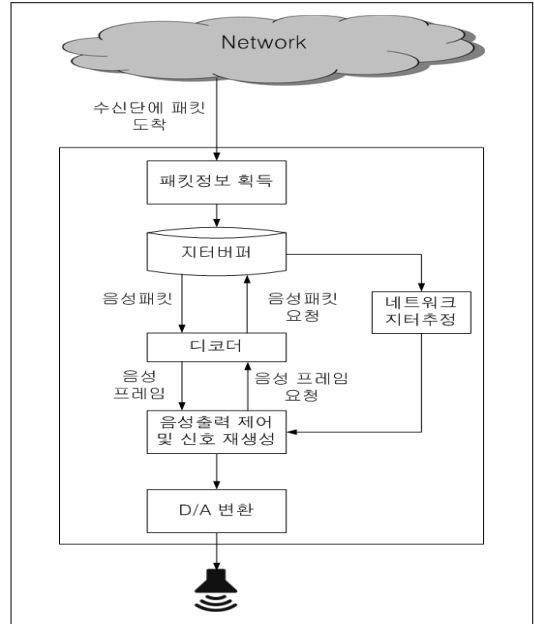 Network
수신단에 패킷
도착
패킷정보 획득
지터버퍼
음성패킷
음성패킷
요청
네트워크
지터추정
디코더
음성
프레임
음성 프레임
요청
음성출력 제어
및 신호 재생성
D/A 변환